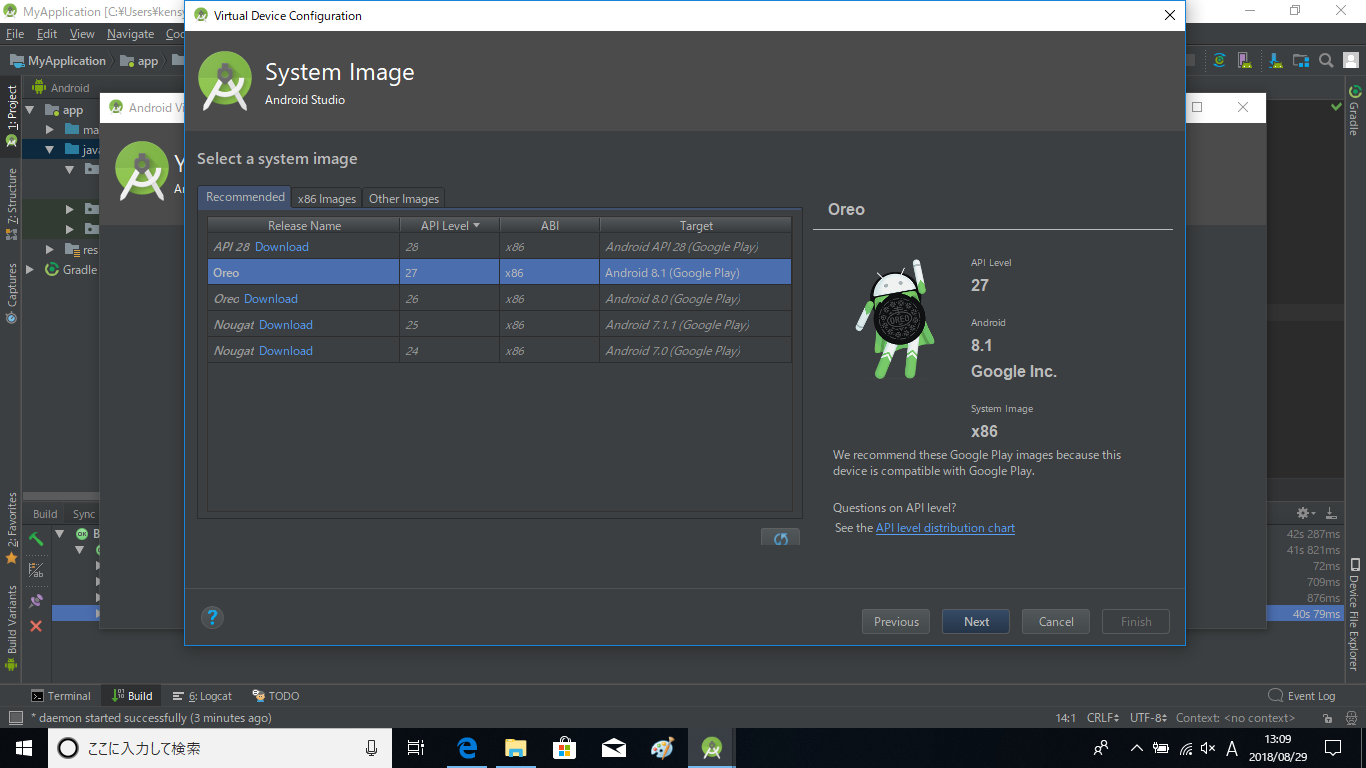 MyApplication [C:¥Users¥kens
Virtual Device Configuration
File Edit View Navigate Coc
MyApplication app
System Image
Android Studio
Android
1: Project
app
Android Vi
ma
java
Y
An
Select a system image
Recommended x86 Images Other Images
Release Name API Level ABI Target
API 28 Download 28 x86 Android API 28 (Google Play)
Oreo 27 x86 Android 8.1 (Google Play)
Oreo Download 26 x86 Android 8.0 (Google Play)
Nougat Download 25 x86 Android 7.1.1 (Google Play)
Nougat Download 24 x86 Android 7.0 (Google Play)
Oreo
OREO
API Level
27
Android
8.1
Google Inc.
System Image
x86
We recommend these Google Play images because this
device is compatible with Google Play.
Questions on API level?
See the API level distribution chart
?
Previous Next Cancel Finish
7: Structure
res
Gradle
Captures
2: Favorites
Build Variants
Gradle
Device File Explorer
Build Sync
OK B
42s 287ms
41s 821ms
72ms
709ms
876ms
40s 79ms
Terminal Build 6: Logcat TODO
Event Log
* daemon started successfully (3 minutes ago)
14:1 CRLF UTF-8 Context: <no context>
ここに入力して検索
A
13:09
2018/08/29